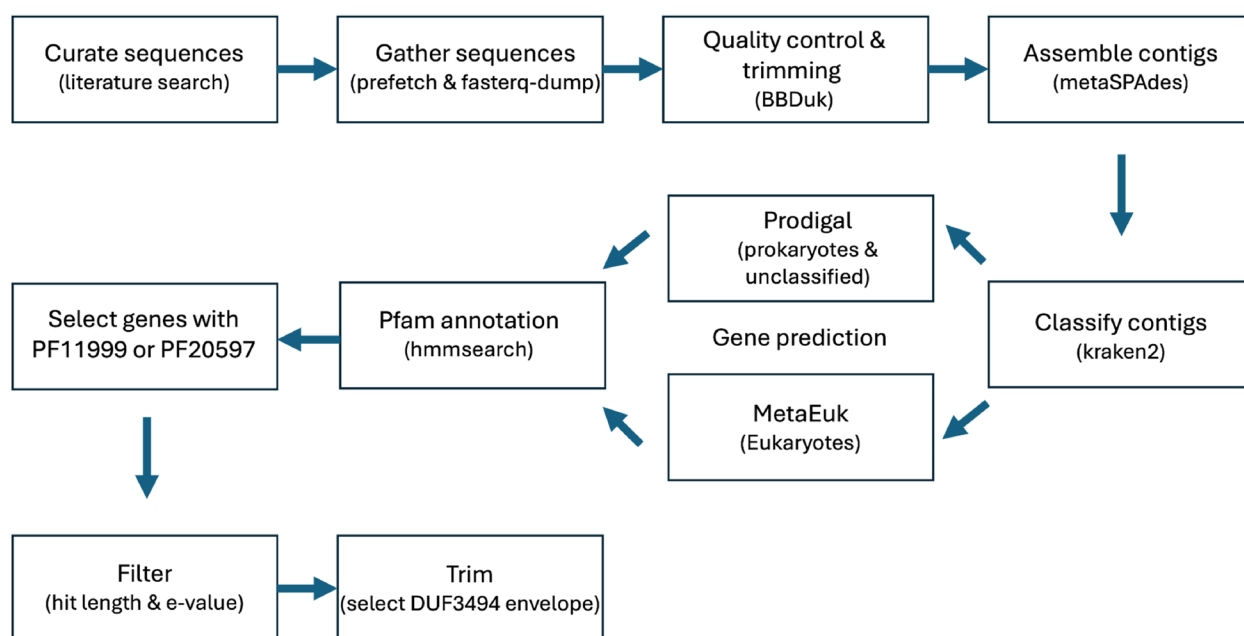 Curate sequences
(literature search)
Gather sequences
(prefetch & fasterq-dump)
Quality control &
trimming
(BBDuk)
Assemble contigs
(metaSPAdes)
Classify contigs
(kraken2)
Prodigal
(prokaryotes &
unclassified)
Gene prediction
MetaEuk
(Eukaryotes)
Pfam annotation
(hmmsearch)
Select genes with
PF11999 or PF20597
Filter
(hit length & e-value)
Trim
(select DUF3494 envelope)